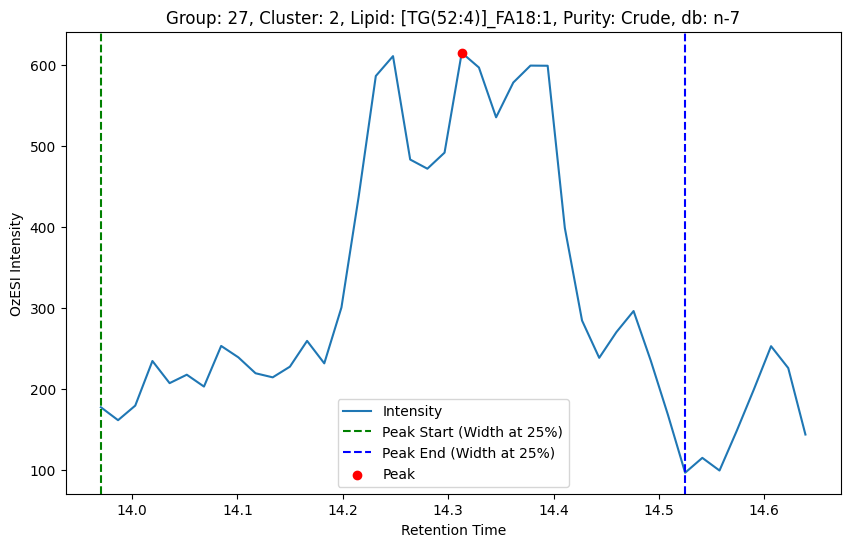 Group: 27, Cluster: 2, Lipid: [TG(52:4)]_FA18:1, Purity: Crude, db: n-7
OzESI Intensity
600
500
400
300
200
100
Intensity
Peak Start (Width at 25%)
Peak End (Width at 25%)
Peak
14.0 14.1 14.2 14.3 14.4 14.5 14.6
Retention Time